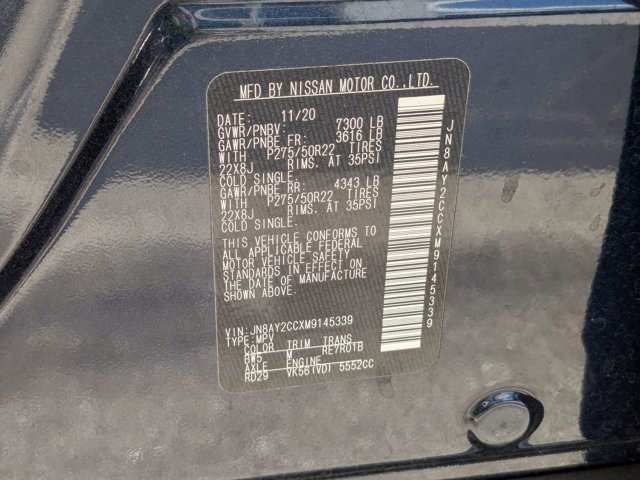 MFD BY NISSAN MOTOR CO.,LTD.
DATE: 11/20
GVWR/PNBV: 7300 LB
GAWR/PNBE FR: 3616 LB
WITH P275/50R22 TIRES
22X8J RIMS. AT 35PSI
COLD SINGLE.
GAWR/PNBE RR: 4343 LB
WITH P275/50R22 TIRES
22X8J RIMS. AT 35PSI
COLD SINGLE.
THIS VEHICLE CONFORMS TO
ALL APPLICABLE FEDERAL
MOTOR VEHICLE SAFETY
STANDARDS IN EFFECT ON
THE DATE OF MANUFACTURE
SHOWN ABOVE.
VIN:JN8AY2CCXM9145339
TYPE:MPV
COLOR TRIM TRANS
BW5 M RE7R01B
AXLE ENGINE
RD29 VK56(VD) 5552CC
JN8AY2CCXM9145339